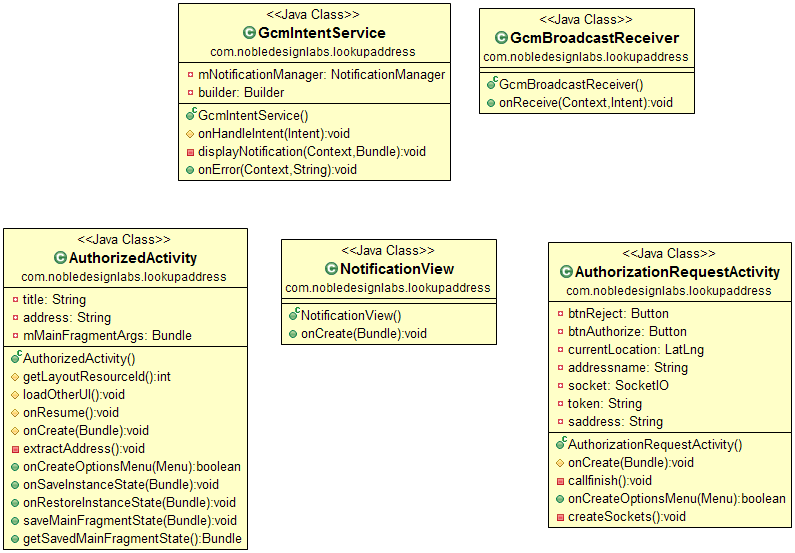 <<Java Class>>
GcmIntentService
com.nobledesignlabs.lookupaddress
mNotificationManager: NotificationManager
builder: Builder
GcmIntentService()
onHandleIntent(Intent):void
displayNotification(Context,Bundle):void
onError(Context,String):void
<<Java Class>>
GcmBroadcastReceiver
com.nobledesignlabs.lookupaddress
GcmBroadcastReceiver()
onReceive(Context,Intent):void
<<Java Class>>
AuthorizedActivity
com.nobledesignlabs.lookupaddress
title: String
address: String
mMainFragmentArgs: Bundle
AuthorizedActivity()
getLayoutResourceId():int
loadOtherUI():void
onResume():void
onCreate(Bundle):void
extractAddress():void
onCreateOptionsMenu(Menu):boolean
onSaveInstanceState(Bundle):void
onRestoreInstanceState(Bundle):void
saveMainFragmentState(Bundle):void
getSavedMainFragmentState():Bundle
<<Java Class>>
NotificationView
com.nobledesignlabs.lookupaddress
NotificationView()
onCreate(Bundle):void
<<Java Class>>
AuthorizationRequestActivity
com.nobledesignlabs.lookupaddress
btnReject: Button
btnAuthorize: Button
currentLocation: LatLng
addressname: String
socket: SocketIO
token: String
saddress: String
AuthorizationRequestActivity()
onCreate(Bundle):void
callfinish():void
onCreateOptionsMenu(Menu):boolean
createSockets():void